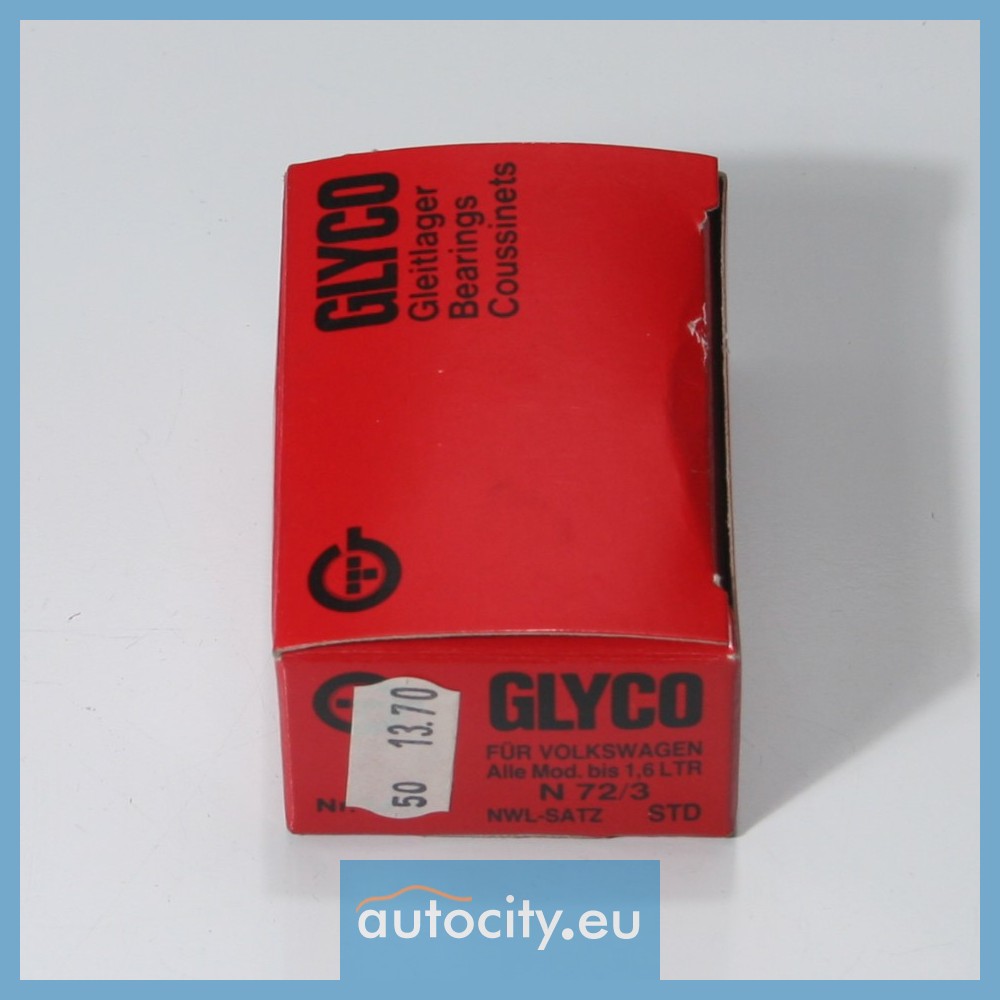 GLYCO
Gleitlager
Bearings
Coussinets
GLYCO
FÜR VOLKSWAGEN
Alle Mod. bis 1,6 LTR
N 72/3
NWL-SATZ STD
Nr.
50 13.70
autocity.eu